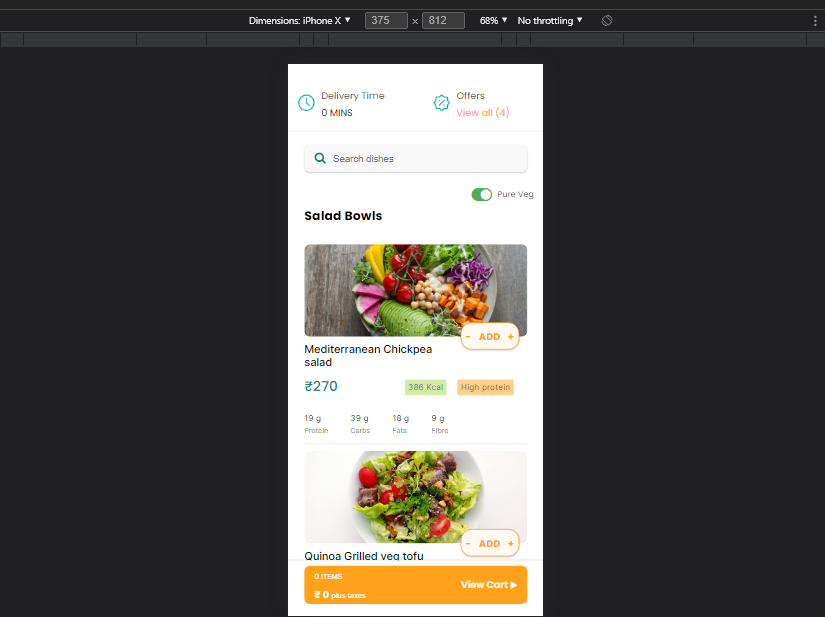 Dimensions: iPhone X ▼ 375 × 812 68% ▼ No throttling ▼
Delivery Time
0 MINS
Offers
View all (4)
Search dishes
Pure Veg
Salad Bowls
- ADD +
Mediterranean Chickpea
salad
₹270
386 Kcal
High protein
19 g 39 g 18 g 9 g
Protein Carbs Fats Fibre
- ADD +
Quinoa Grilled veg tofu
0 ITEMS
₹ 0 plus taxes
View Cart ▶